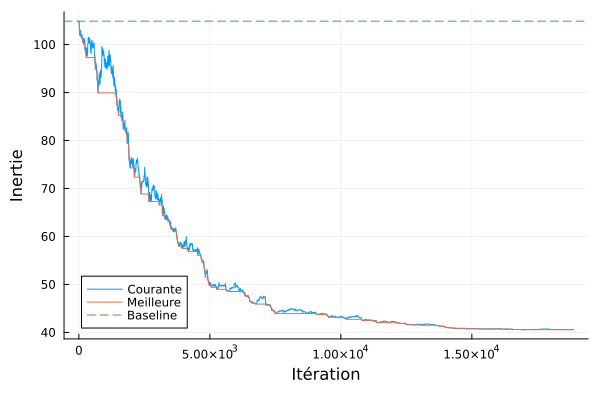 Inertie
100
90
80
70
60
50
40
Courante
Meilleure
Baseline
0
5.00×10³
1.00×10⁴
1.50×10⁴
Itération